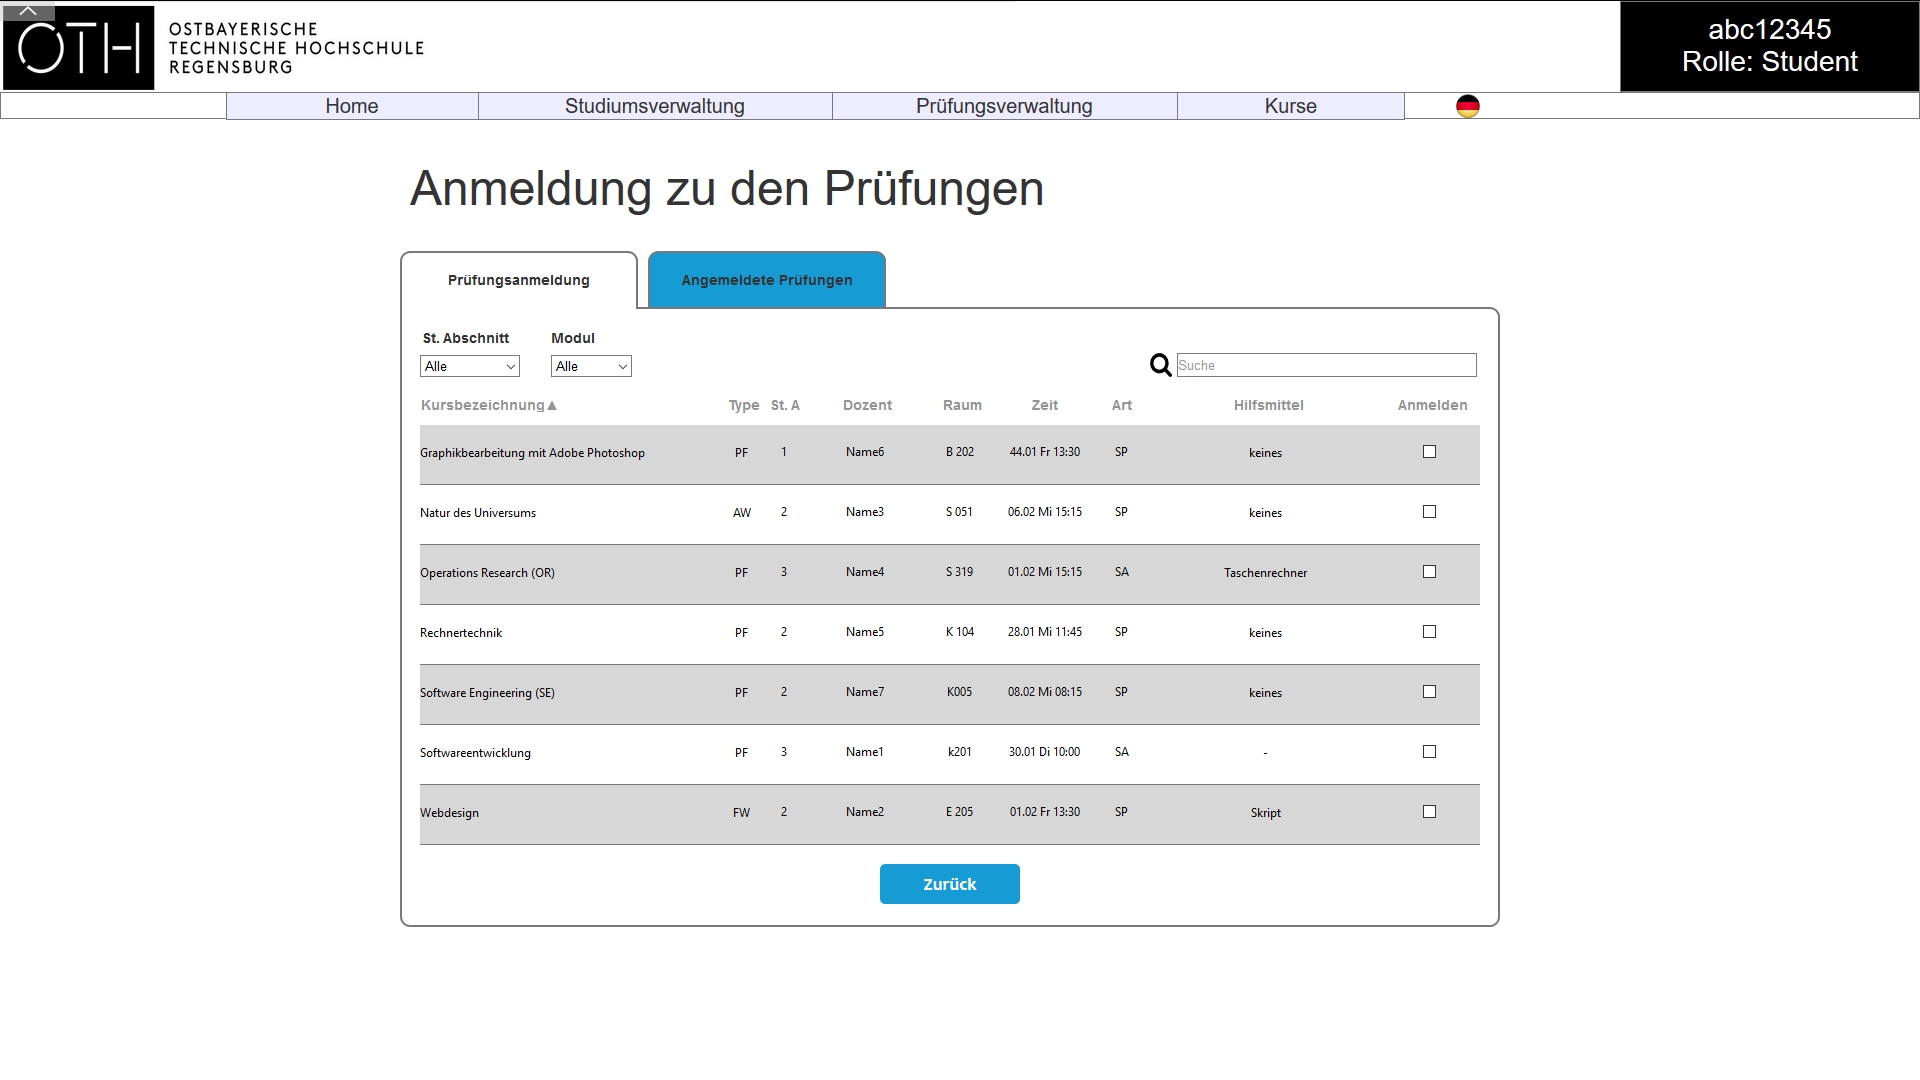 OTH
OSTBAYERISCHE
TECHNISCHE HOCHSCHULE
REGENSBURG
abc12345
Rolle: Student
Home Studiumsverwaltung Prüfungsverwaltung Kurse
Anmeldung zu den Prüfungen
Prüfungsanmeldung Angemeldete Prüfungen
St. Abschnitt Modul
Alle Alle Suche
Kursbezeichnung▲ Type St. A Dozent Raum Zeit Art Hilfsmittel Anmelden
Graphikbearbeitung mit Adobe Photoshop PF 1 Name6 B 202 44.01 Fr 13:30 SP keines
Natur des Universums AW 2 Name3 S 051 06.02 Mi 15:15 SP keines
Operations Research (OR) PF 3 Name4 S 319 01.02 Mi 15:15 SA Taschenrechner
Rechnertechnik PF 2 Name5 K 104 28.01 Mi 11:45 SP keines
Software Engineering (SE) PF 2 Name7 K005 08.02 Mi 08:15 SP keines
Softwareentwicklung PF 3 Name1 k201 30.01 Di 10:00 SA -
Webdesign FW 2 Name2 E 205 01.02 Fr 13:30 SP Skript
Zurück